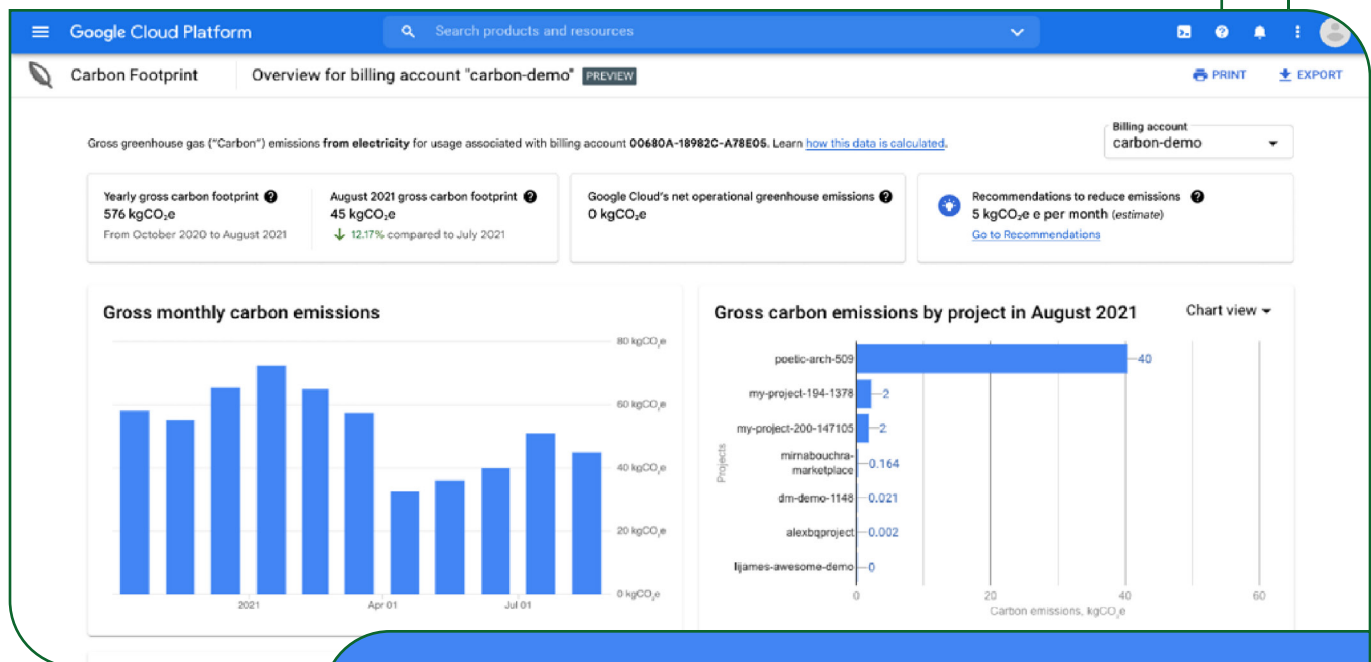 Google Cloud Platform
Search products and resources
Carbon Footprint
Overview for billing account "carbon-demo" PREVIEW
PRINT
EXPORT
Gross greenhouse gas ("Carbon") emissions from electricity for usage associated with billing account 00680A-18982C-A78E05. Learn how this data is calculated.
Billing account
carbon-demo
Yearly gross carbon footprint
576 kgCO₂e
From October 2020 to August 2021
August 2021 gross carbon footprint
45 kgCO₂e
12.17% compared to July 2021
Google Cloud's net operational greenhouse emissions
0 kgCO₂e
Recommendations to reduce emissions
5 kgCO₂e e per month (estimate)
Go to Recommendations
Gross monthly carbon emissions
80 kgCO₂e
60 kgCO₂e
40 kgCO₂e
20 kgCO₂e
0 kgCO₂e
2021
Apr 01
Jul 01
Gross carbon emissions by project in August 2021
Chart view
Projects
poetic-arch-509
40
my-project-194-1378
2
my-project-200-147105
2
mirnabouchra-
marketplace
0.164
dm-demo-1148
0.021
alexbqproject
0.002
lijames-awesome-demo
0
0
20
40
60
Carbon emissions, kgCO₂e